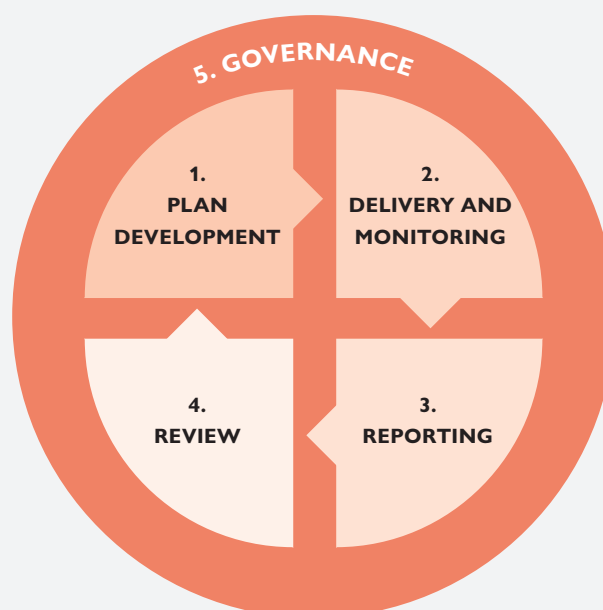 5. GOVERNANCE
1.
PLAN
DEVELOPMENT
2.
DELIVERY AND
MONITORING
4.
REVIEW
3.
REPORTING